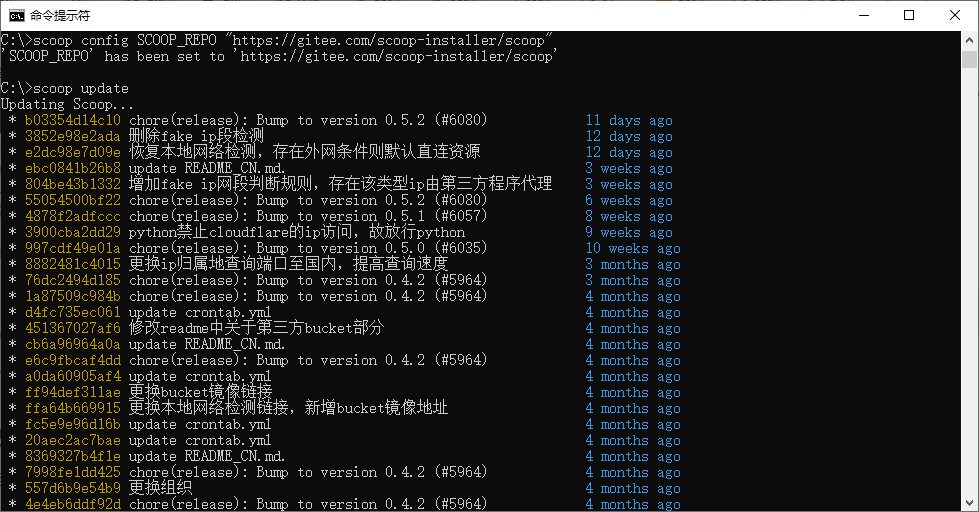 命令提示符
C:\>scoop config SCOOP_REPO "https://gitee.com/scoop-installer/scoop"
'SCOOP_REPO' has been set to 'https://gitee.com/scoop-installer/scoop'
C:\>scoop update
Updating Scoop...
* b03354d14c10 chore(release): Bump to version 0.5.2 (#6080) 11 days ago
* 3852e98e2ada 删除fake ip段检测 12 days ago
* e2dc98e7d09e 恢复本地网络检测，存在外网条件则默认直连资源 12 days ago
* ebc0841b26b8 update README_CN.md. 3 weeks ago
* 804be43b1332 增加fake ip网段判断规则，存在该类型ip由第三方程序代理 3 weeks ago
* 55054500bf22 chore(release): Bump to version 0.5.2 (#6080) 6 weeks ago
* 4878f2adfccc chore(release): Bump to version 0.5.1 (#6057) 8 weeks ago
* 3900cba2dd29 python禁止cloudflare的ip访问，故放行python 9 weeks ago
* 997cdf49e01a chore(release): Bump to version 0.5.0 (#6035) 10 weeks ago
* 8882481c4015 更换ip归属地查询端口至国内，提高查询速度 3 months ago
* 76dc2494d185 chore(release): Bump to version 0.4.2 (#5964) 3 months ago
* 1a87509c984b chore(release): Bump to version 0.4.2 (#5964) 4 months ago
* d4fc735ec061 update crontab.yml 4 months ago
* 451367027af6 修改readme中关于第三方bucket部分 4 months ago
* cb6a96964a0a update README_CN.md. 4 months ago
* e6c9fbcaf4dd chore(release): Bump to version 0.4.2 (#5964) 4 months ago
* a0da60905af4 update crontab.yml 4 months ago
* ff94def311ae 更换bucket镜像链接 4 months ago
* ffa64b669915 更换本地网络检测链接，新增bucket镜像地址 4 months ago
* fc5e9e96d16b update crontab.yml 4 months ago
* 20aec2ac7bae update crontab.yml 4 months ago
* 8369327b4f1e update README_CN.md. 4 months ago
* 7998fe1dd425 chore(release): Bump to version 0.4.2 (#5964) 4 months ago
* 557d6b9e54b9 更换组织 4 months ago
* 4e4eb6ddf92d chore(release): Bump to version 0.4.2 (#5964) 4 months ago